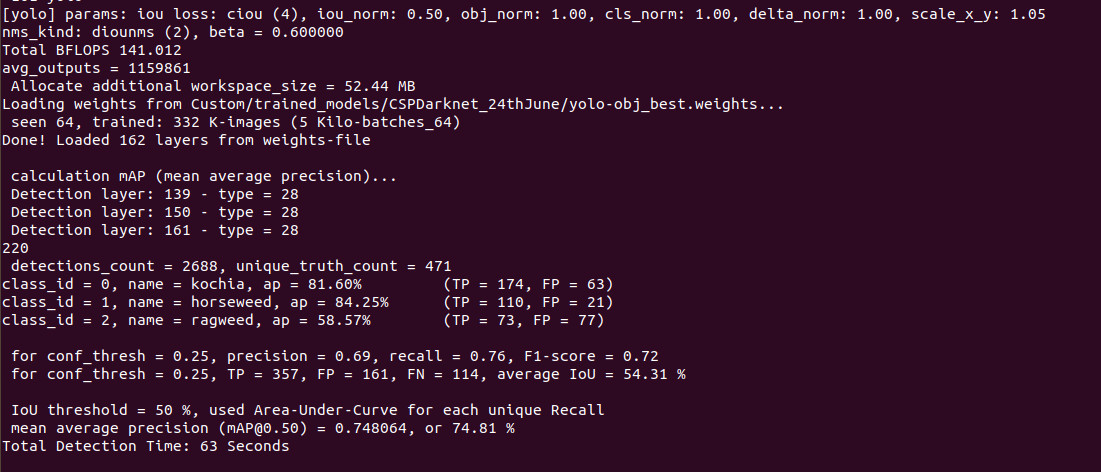 [yolo] params: iou loss: ciou (4), iou_norm: 0.50, obj_norm: 1.00, cls_norm: 1.00, delta_norm: 1.00, scale_x_y: 1.05
nms_kind: diounms (2), beta = 0.600000
Total BFLOPS 141.012
avg_outputs = 1159861
Allocate additional workspace_size = 52.44 MB
Loading weights from Custom/trained_models/CSPDarknet_24thJune/yolo-obj_best.weights...
seen 64, trained: 332 K-images (5 Kilo-batches_64)
Done! Loaded 162 layers from weights-file
calculation mAP (mean average precision)...
Detection layer: 139 - type = 28
Detection layer: 150 - type = 28
Detection layer: 161 - type = 28
220
detections_count = 2688, unique_truth_count = 471
class_id = 0, name = kochia, ap = 81.60% (TP = 174, FP = 63)
class_id = 1, name = horseweed, ap = 84.25% (TP = 110, FP = 21)
class_id = 2, name = ragweed, ap = 58.57% (TP = 73, FP = 77)
for conf_thresh = 0.25, precision = 0.69, recall = 0.76, F1-score = 0.72
for conf_thresh = 0.25, TP = 357, FP = 161, FN = 114, average IoU = 54.31 %
IoU threshold = 50 %, used Area-Under-Curve for each unique Recall
mean average precision (mAP@0.50) = 0.748064, or 74.81 %
Total Detection Time: 63 Seconds